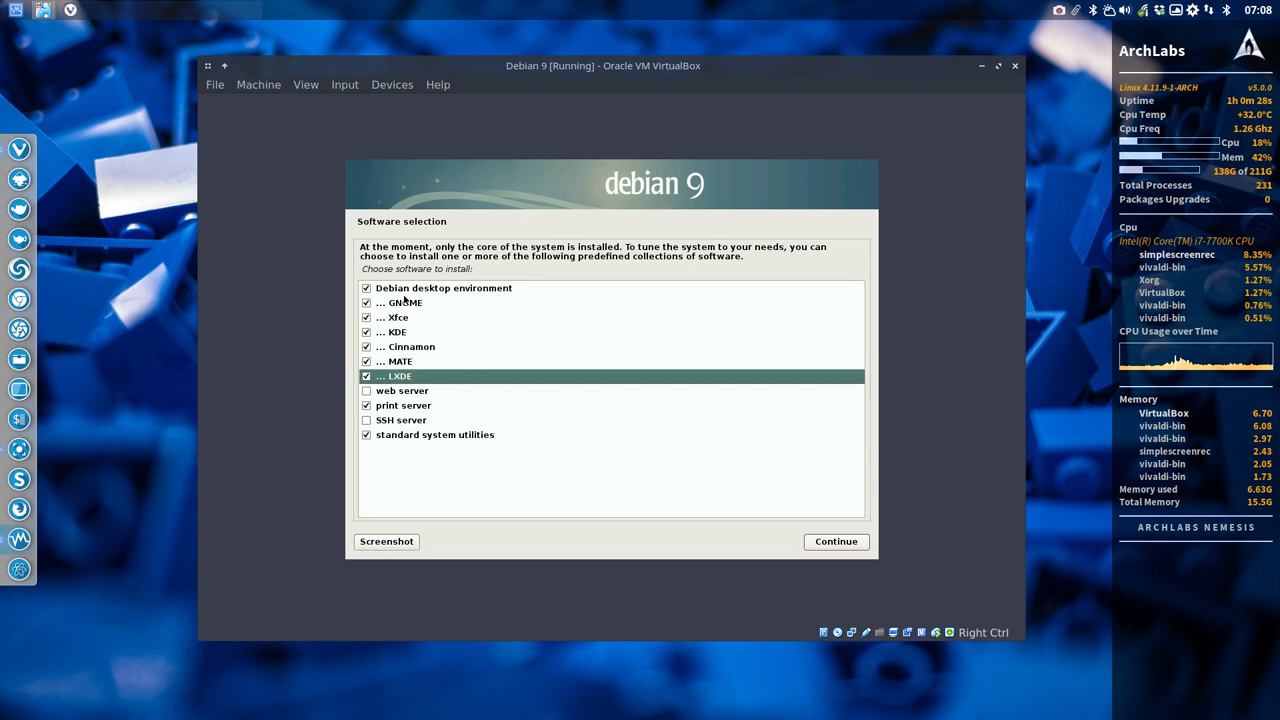 07:08
Debian 9 [Running] - Oracle VM VirtualBox
File Machine View Input Devices Help
debian 9
Software selection
At the moment, only the core of the system is installed. To tune the system to your needs, you can
choose to install one or more of the following predefined collections of software.
Choose software to install:
Debian desktop environment
... GNOME
... Xfce
... KDE
... Cinnamon
... MATE
... LXDE
web server
print server
SSH server
standard system utilities
Screenshot
Continue
Right Ctrl
ArchLabs
Linux 4.11.9-1-ARCH v5.0.0
Uptime 1h 0m 28s
Cpu Temp +32.0°C
Cpu Freq 1.26 Ghz
Cpu 18%
Mem 42%
138G of 211G
Total Processes 231
Packages Upgrades 0
Cpu
Intel(R) Core(TM) i7-7700K CPU
simplescreenrec 8.35%
vivaldi-bin 5.57%
Xorg 1.27%
VirtualBox 1.27%
vivaldi-bin 0.76%
vivaldi-bin 0.51%
CPU Usage over Time
Memory
VirtualBox 6.70
vivaldi-bin 6.08
vivaldi-bin 2.97
simplescreenrec 2.43
vivaldi-bin 2.05
vivaldi-bin 1.73
Memory used 6.63G
Total Memory 15.5G
ARCHLABS NEMESIS